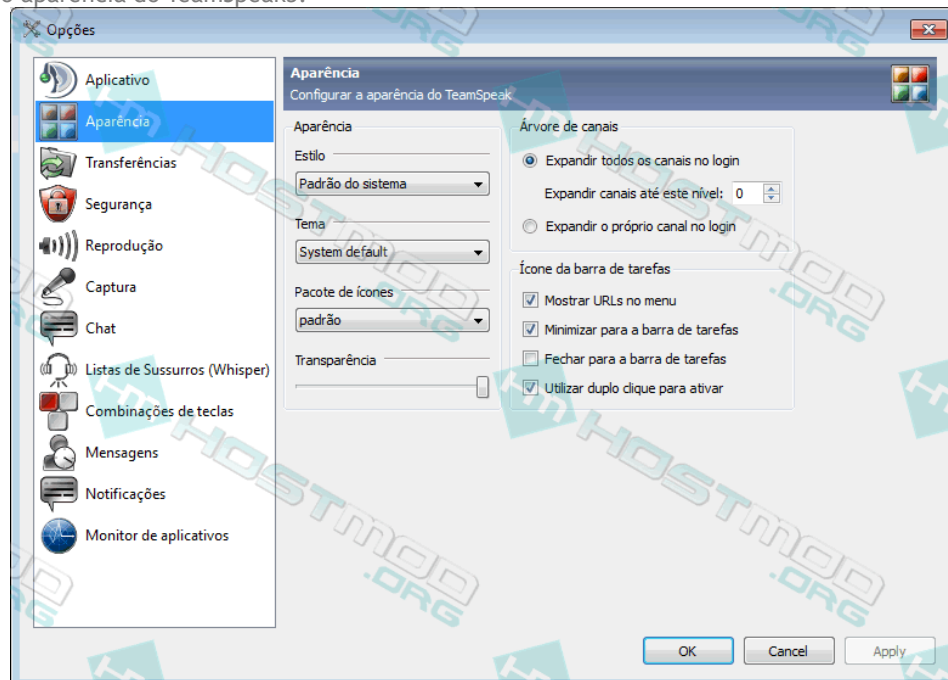 o aparência do TeamSpeak3:
Opções
Aplicativo
Aparência
Transferências
Segurança
Reprodução
Captura
Chat
Listas de Sussurros (Whisper)
Combinações de teclas
Mensagens
Notificações
Monitor de aplicativos
Aparência
Configurar a aparência do TeamSpeak
Aparência
Estilo
Padrão do sistema
Tema
System default
Pacote de ícones
padrão
Transparência
Árvore de canais
Expandir todos os canais no login
Expandir canais até este nível: 0
Expandir o próprio canal no login
Ícone da barra de tarefas
Mostrar URLs no menu
Minimizar para a barra de tarefas
Fechar para a barra de tarefas
Utilizar duplo clique para ativar
OK
Cancel
Apply
HM HOSTMOD
.ORG